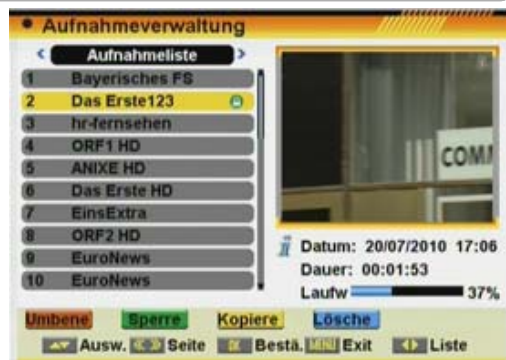 Aufnahmeverwaltung
Aufnahmeliste
1 Bayerisches FS
2 Das Erste123
3 hr-fernsehen
4 ORF1 HD
5 ANIXE HD
6 Das Erste HD
7 EinsExtra
8 ORF2 HD
9 EuroNews
10 EuroNews
COM
Datum: 20/07/2010 17:06
Dauer: 00:01:53
Laufw 37%
Umbene Sperre Kopiere Lösche
Ausw. Seite OK Bestä. MENU Exit Liste